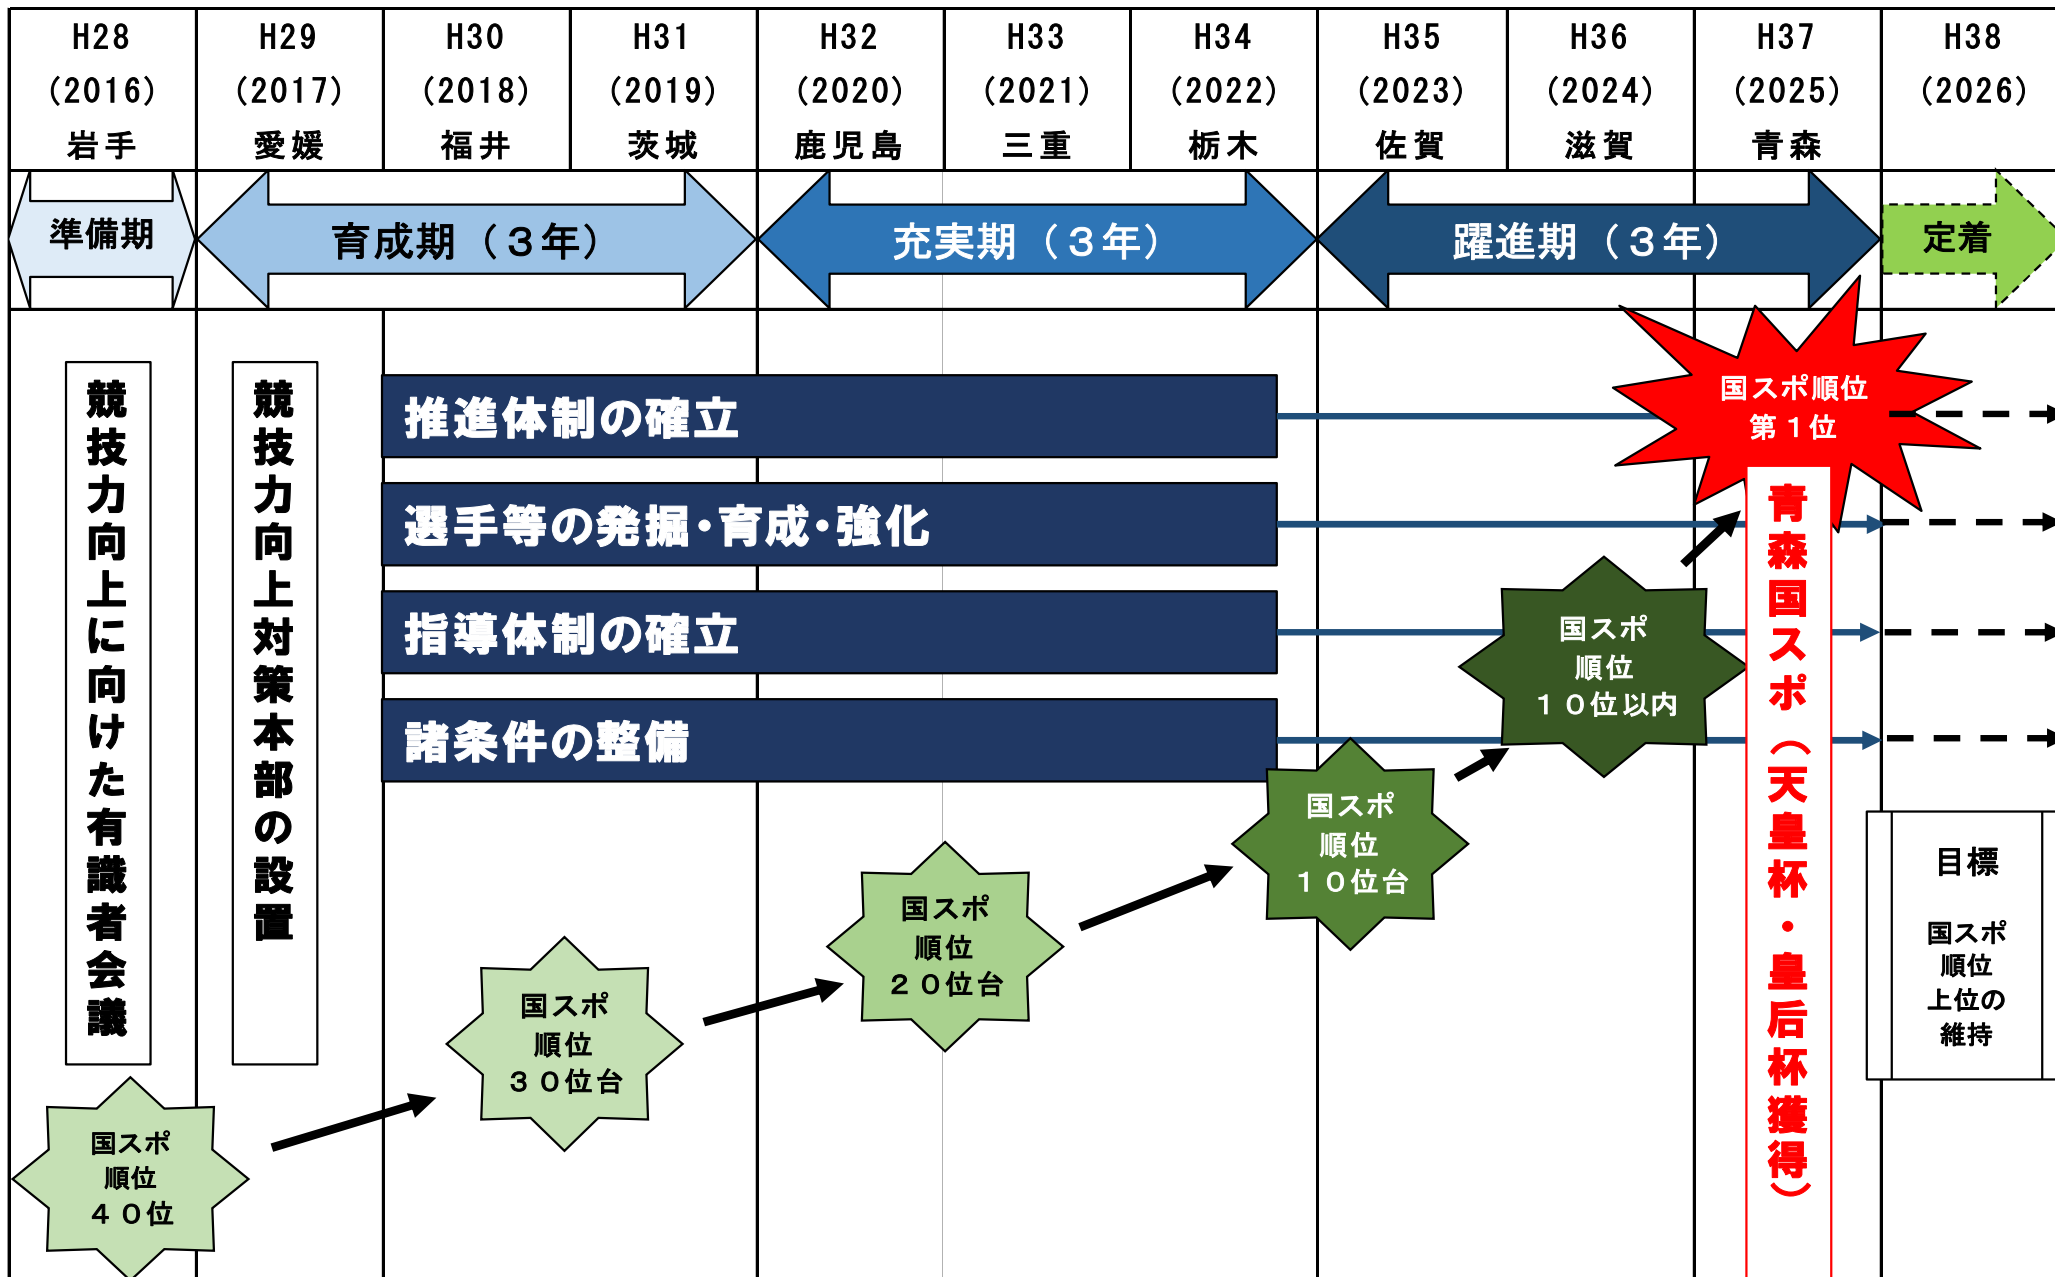 H28
(2016)
岩手
H29
(2017)
愛媛
H30
(2018)
福井
H31
(2019)
茨城
H32
(2020)
鹿児島
H33
(2021)
三重
H34
(2022)
栃木
H35
(2023)
佐賀
H36
(2024)
滋賀
H37
(2025)
青森
H38
(2026)
準備期
育成期（３年）
充実期（３年）
躍進期（３年）
定着
競技力向上に向けた有識者会議
競技力向上対策本部の設置
推進体制の確立
選手等の発掘・育成・強化
指導体制の確立
諸条件の整備
国スポ順位
第１位
青森国スポ（天皇杯・皇后杯獲得）
国スポ
順位
１０位以内
国スポ
順位
１０位台
国スポ
順位
２０位台
国スポ
順位
３０位台
国スポ
順位
４０位
目標
国スポ
順位
上位の
維持